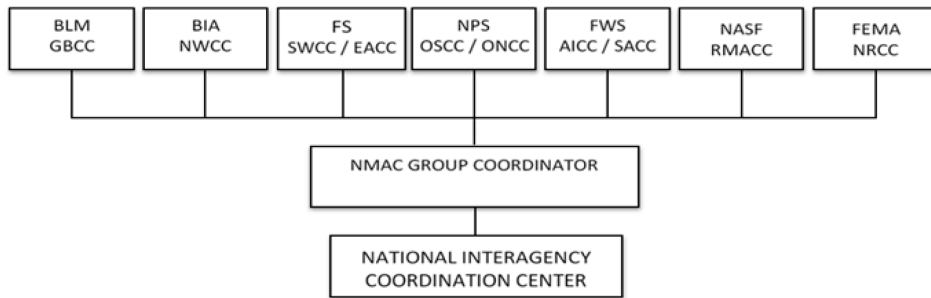 BLM
GBCC
BIA
NWCC
FS
SWCC / EACC
NPS
OSCC / ONCC
FWS
AICC / SACC
NASF
RMACC
FEMA
NRCC
NMAC GROUP COORDINATOR
NATIONAL INTERAGENCY
COORDINATION CENTER